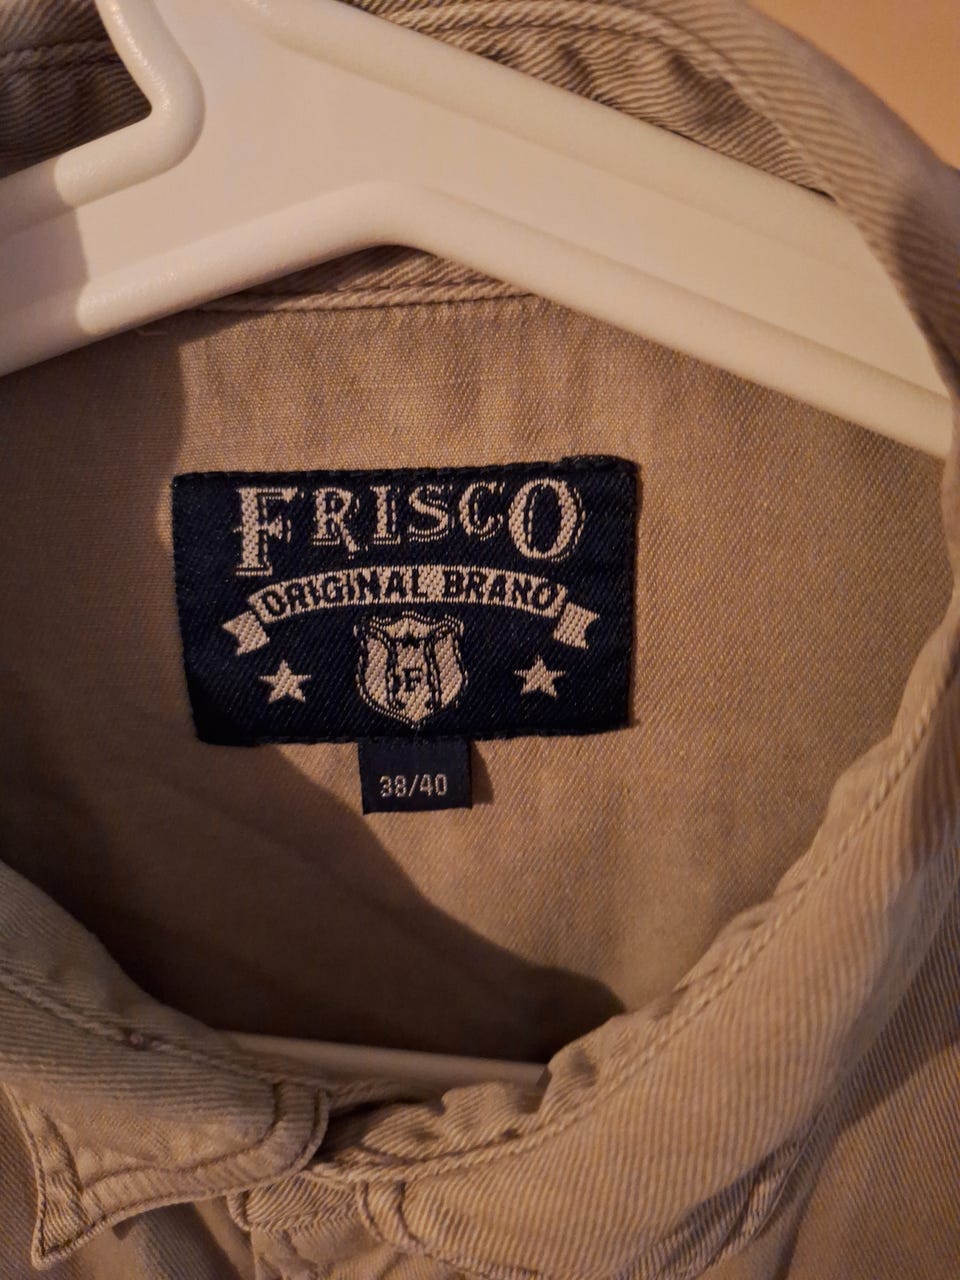 FRISCO
ORIGINAL BRAND
F
38/40